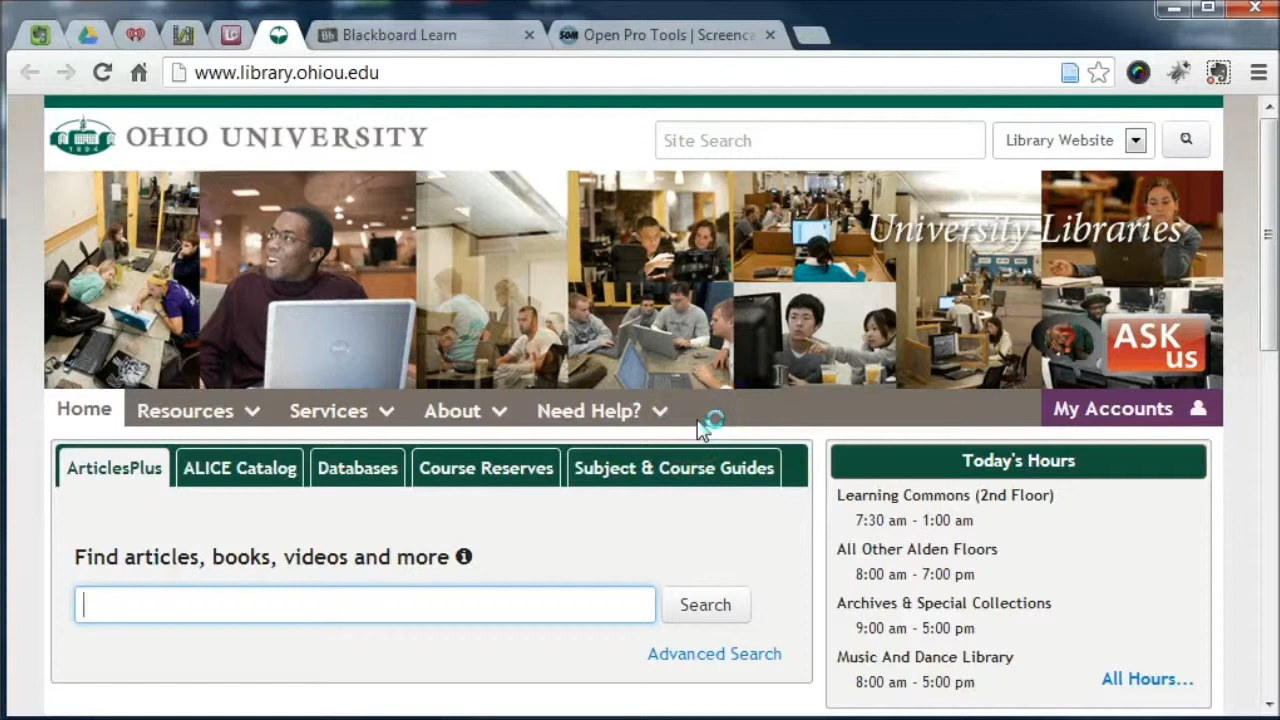 Blackboard Learn
Open Pro Tools | Screenca
www.library.ohiou.edu
OHIO UNIVERSITY
1804
Site Search
Library Website
University Libraries
ASK us
Home
Resources
Services
About
Need Help?
My Accounts
ArticlesPlus
ALICE Catalog
Databases
Course Reserves
Subject & Course Guides
Find articles, books, videos and more
Search
Advanced Search
Today's Hours
Learning Commons (2nd Floor)
7:30 am - 1:00 am
All Other Alden Floors
8:00 am - 7:00 pm
Archives & Special Collections
9:00 am - 5:00 pm
Music And Dance Library
8:00 am - 5:00 pm
All Hours...